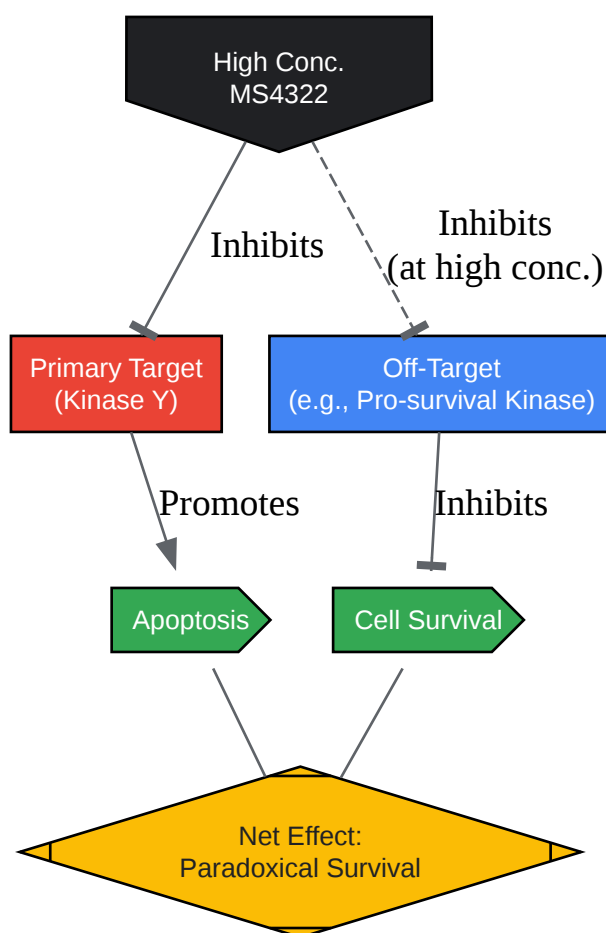 High Conc.
MS4322
Inhibits
Inhibits
(at high conc.)
Primary Target
(Kinase Y)
Off-Target
(e.g., Pro-survival Kinase)
Promotes
Inhibits
Apoptosis
Cell Survival
Net Effect:
Paradoxical Survival